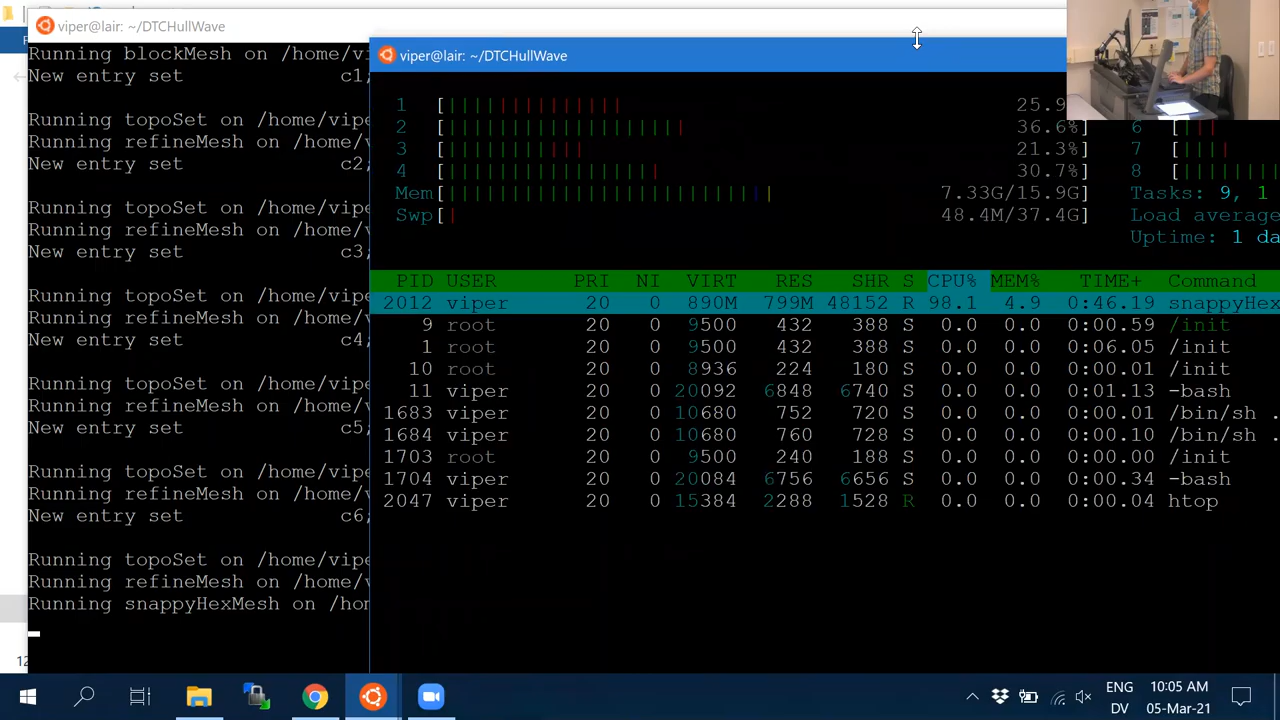 viper@lair: ~/DTCHullWave
Running blockMesh on /home/vi
New entry set c1;
Running topoSet on /home/vipe
Running refineMesh on /home/v
New entry set c2;
Running topoSet on /home/vipe
Running refineMesh on /home/v
New entry set c3;
Running topoSet on /home/vipe
Running refineMesh on /home/v
New entry set c4;
Running topoSet on /home/vipe
Running refineMesh on /home/v
New entry set c5;
Running topoSet on /home/vipe
Running refineMesh on /home/v
New entry set c6;
Running topoSet on /home/vipe
Running refineMesh on /home/v
Running snappyHexMesh on /hom
viper@lair: ~/DTCHullWave
1 [||||||||||||||||| 25.9
2 [||||||||||||||||||||||| 36.6%] 6 [|||
3 [||||||||||||| 21.3%] 7 [||||
4 [|||||||||||||||||||| 30.7%] 8 [||||||||
Mem[|||||||||||||||||||||||||||||| 7.33G/15.9G] Tasks: 9, 1
Swp[| 48.4M/37.4G] Load average
Uptime: 1 da
PID USER PRI NI VIRT RES SHR S CPU% MEM% TIME+ Command
2012 viper 20 0 890M 799M 48152 R 98.1 4.9 0:46.19 snappyHex
9 root 20 0 9500 432 388 S 0.0 0.0 0:00.59 /init
1 root 20 0 9500 432 388 S 0.0 0.0 0:06.05 /init
10 root 20 0 8936 224 180 S 0.0 0.0 0:00.01 /init
11 viper 20 0 20092 6848 6740 S 0.0 0.0 0:01.13 -bash
1683 viper 20 0 10680 752 720 S 0.0 0.0 0:00.01 /bin/sh .
1684 viper 20 0 10680 760 728 S 0.0 0.0 0:00.10 /bin/sh .
1703 root 20 0 9500 240 188 S 0.0 0.0 0:00.00 /init
1704 viper 20 0 20084 6756 6656 S 0.0 0.0 0:00.34 -bash
2047 viper 20 0 15384 2288 1528 R 0.0 0.0 0:00.04 htop
12
ENG 10:05 AM
DV 05-Mar-21